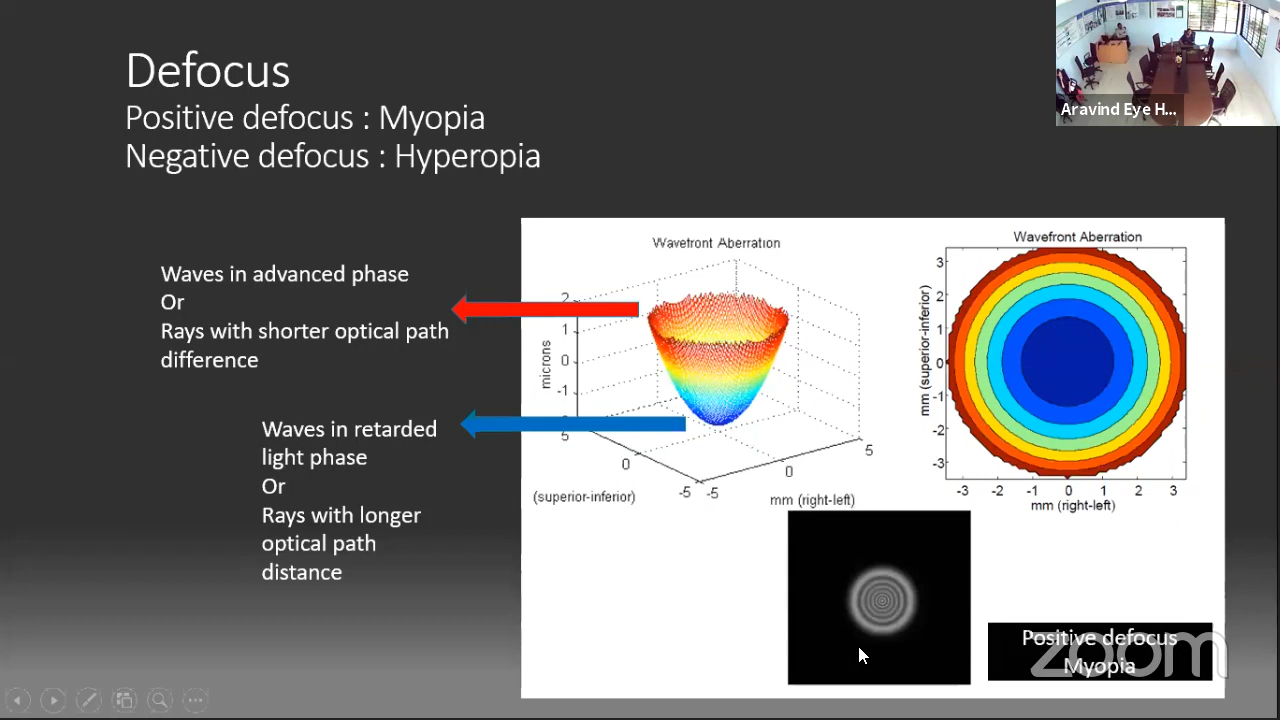 Defocus
Positive defocus : Myopia
Negative defocus : Hyperopia
Aravind Eye H...
Waves in advanced phase
Or
Rays with shorter optical path
difference
Waves in retarded
light phase
Or
Rays with longer
optical path
distance
Wavefront Aberration
2
1
0
-1
microns
5
0
-5
(superior-inferior)
-5
0
5
mm (right-left)
Wavefront Aberration
3
2
1
0
-1
-2
-3
mm (superior-inferior)
-3 -2 -1 0 1 2 3
mm (right-left)
Positive defocus
Myopia
zoom